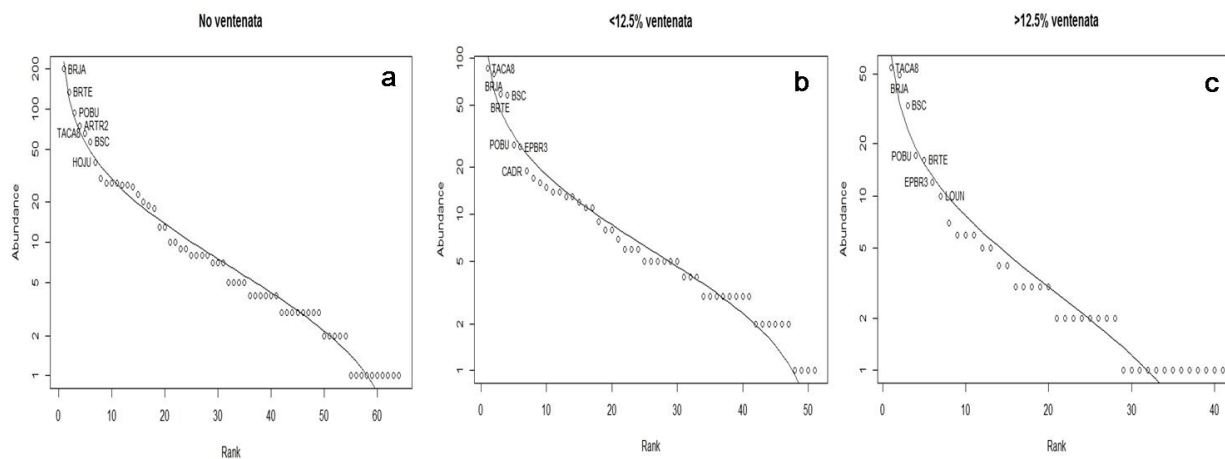 No ventenata
<12.5% ventenata
>12.5% ventenata
a
200
100
50
20
10
5
2
1
Abundance
BRJA
BRTE
POBU
ARTR2
TACA8
BSC
HOJU
0 10 20 30 40 50 60
Rank
b
100
50
20
10
5
2
1
Abundance
TACA8
BRJA
BSC
BRTE
POBU
EPBR3
CADR
0 10 20 30 40 50
Rank
c
50
20
10
5
2
1
Abundance
TACA8
BRJA
BSC
POBU
BRTE
EPBR3
LOUN
0 10 20 30 40
Rank